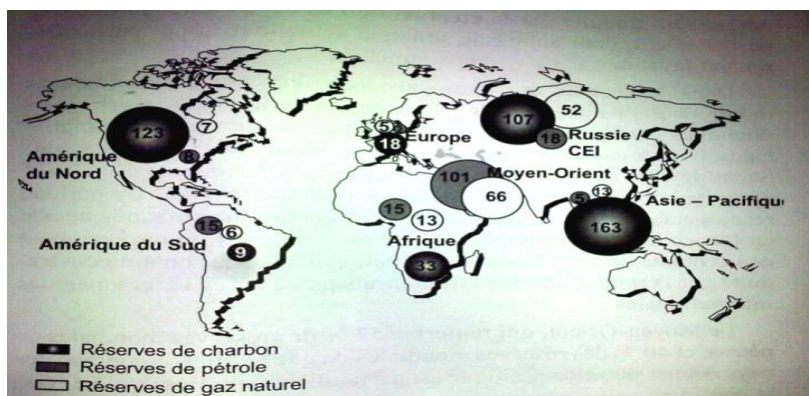 52
107
123
7
5
Europe
18
18
Russie /
CEI
Amérique
du Nord
8
101
Moyen-Orient
66
5
13
Asie – Pacifiqu
15
15
6
13
163
Amérique du Sud
9
Afrique
33
Réserves de charbon
Réserves de pétrole
Réserves de gaz naturel